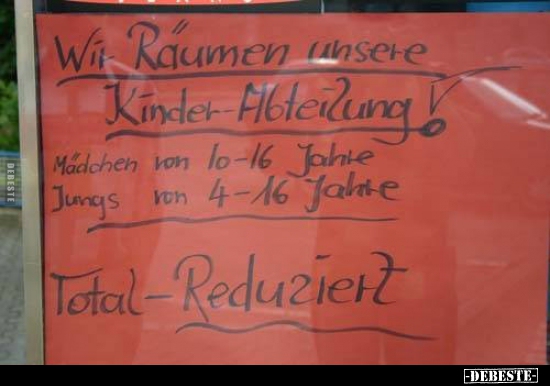 Wir Räumen unsere
Kinder-Abteilung!
Mädchen von 10-16 Jahre
Jungs von 4-16 Jahre
Total-Reduziert
DEBESTE
-DEBESTE-